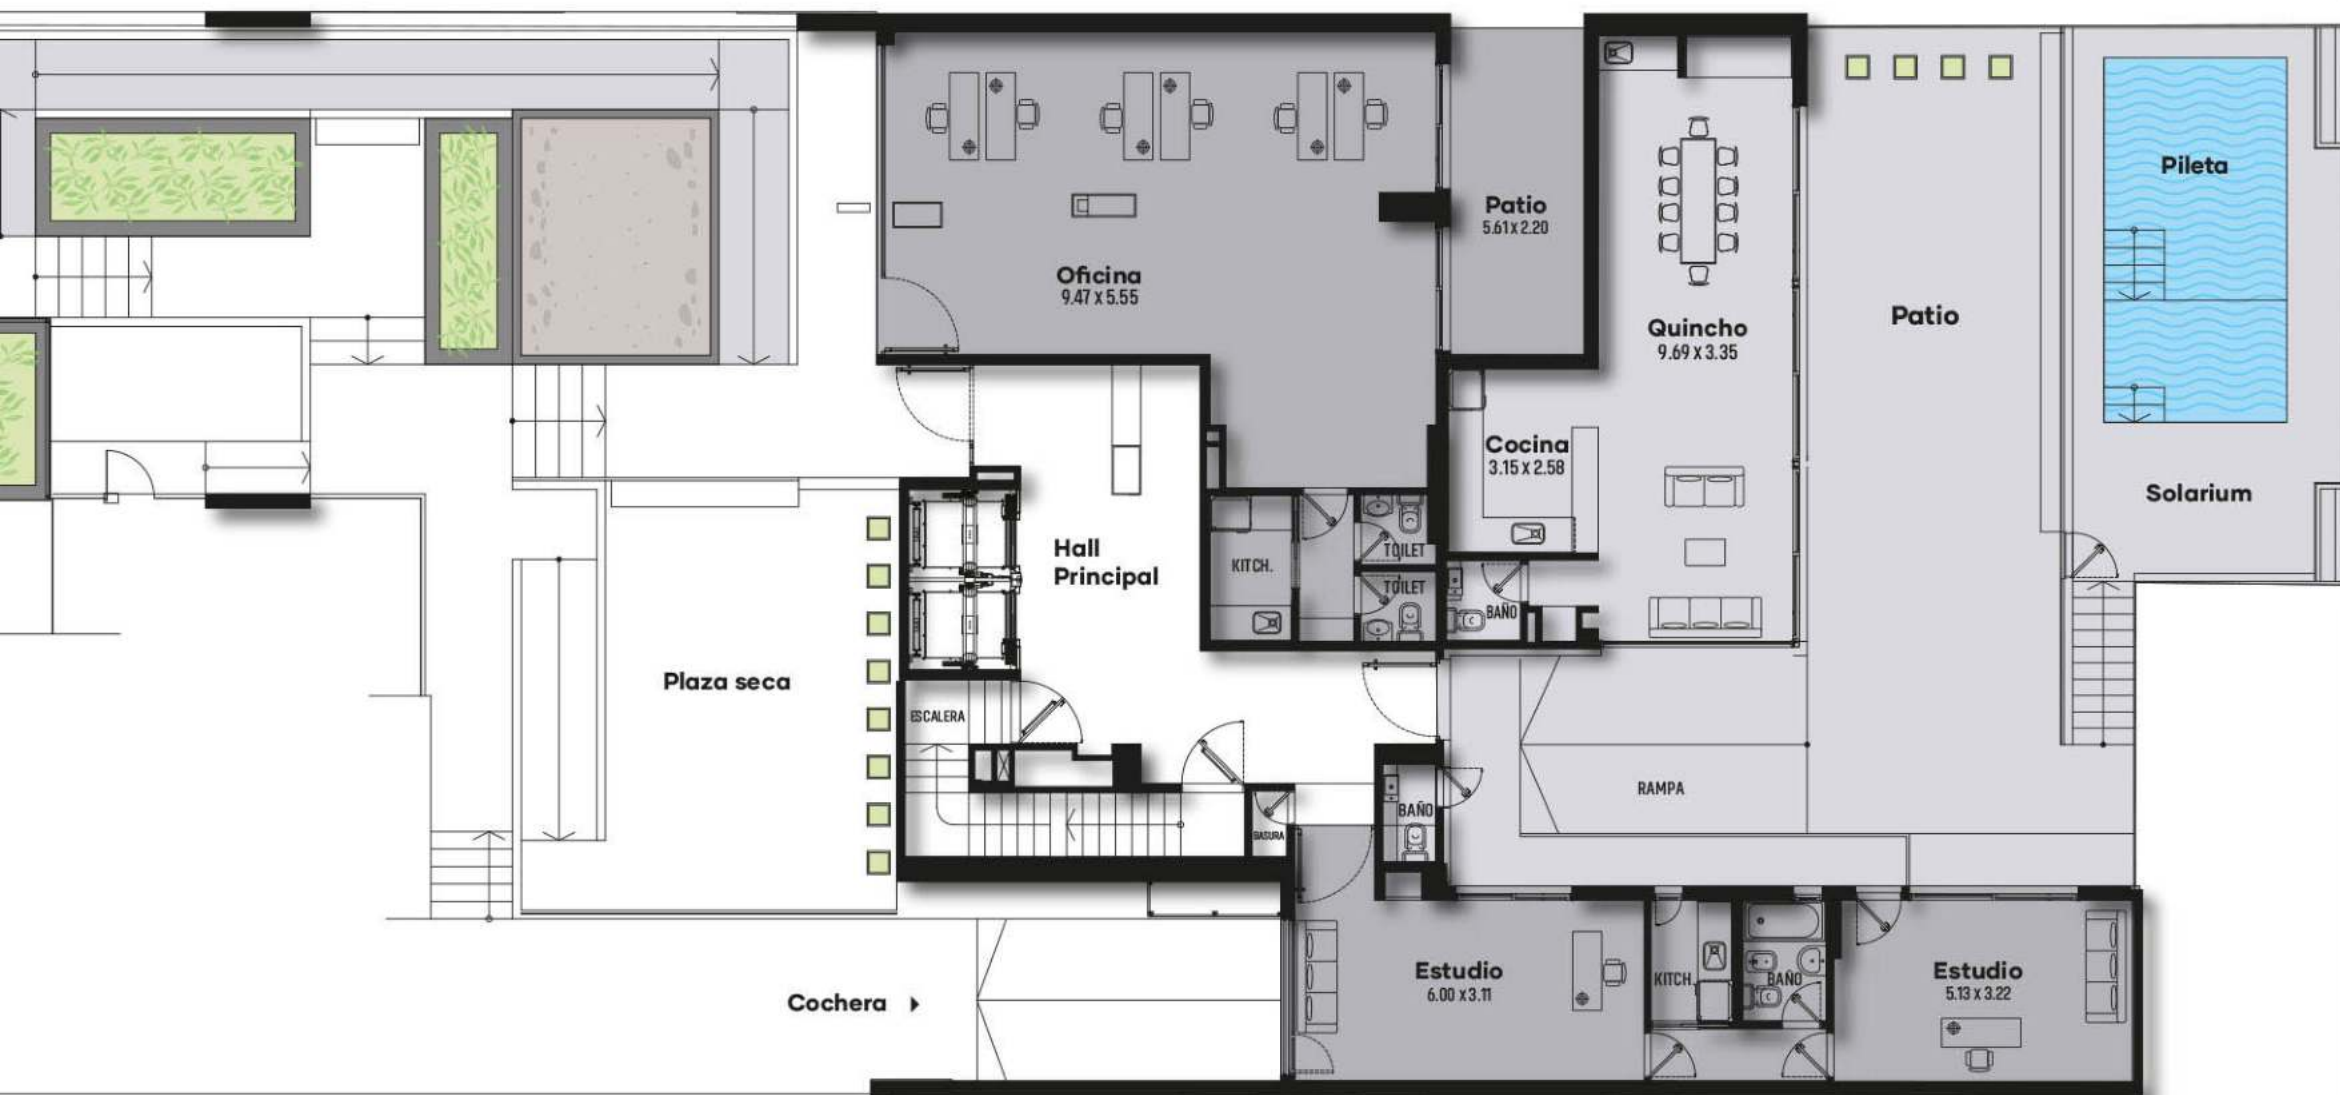 Oficina
9.47 x 5.55
Patio
5.61 x 2.20
Quincho
9.69 x 3.35
Patio
Pileta
Solarium
Cocina
3.15 x 2.58
Hall
Principal
KITCH.
TOILET
TOILET
BAÑO
Plaza seca
ESCALERA
BASURA
BAÑO
RAMPA
Cochera
Estudio
6.00 x 3.11
KITCH.
BAÑO
Estudio
5.13 x 3.22